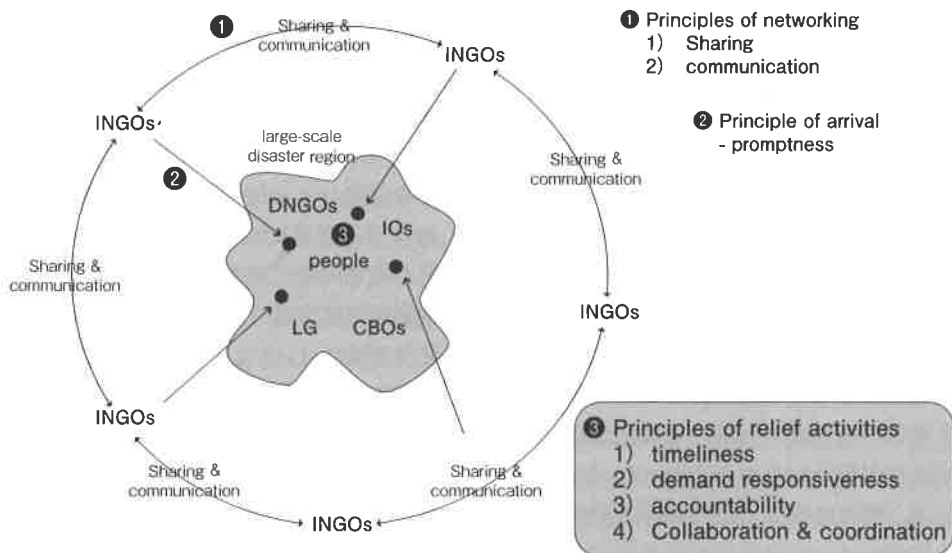 ❶ Sharing &
communication
INGOs
❶ Principles of networking
1) Sharing
2) communication
INGOs
❷ Principle of arrival
- promptness
large-scale
disaster region
Sharing &
communication
❷
DNGOs
IOs
❸
people
Sharing &
communication
INGOs
LG CBOs
INGOs
❸ Principles of relief activities
1) timeliness
2) demand responsiveness
3) accountability
4) Collaboration & coordination
Sharing &
communication
Sharing &
communication
INGOs